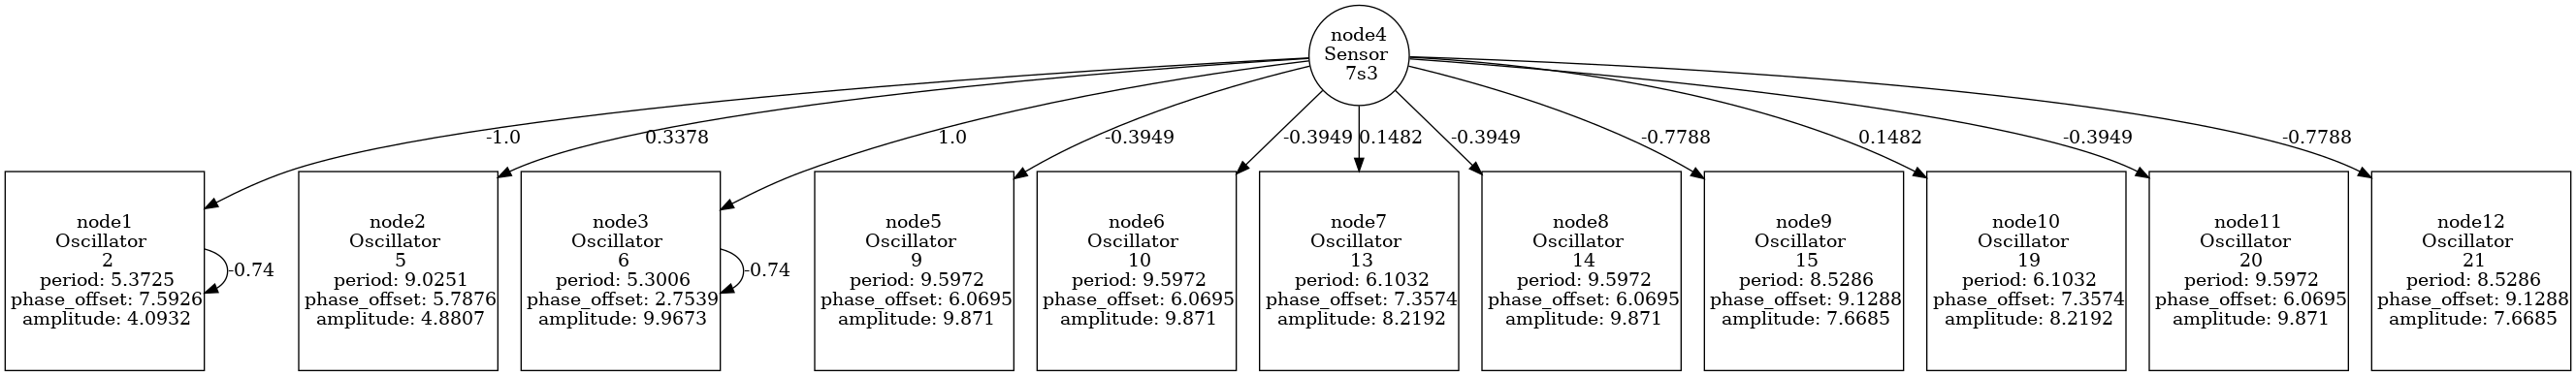 node4
Sensor
7s3
-1.0
0.3378
1.0
-0.3949
-0.3949
0.1482
-0.3949
-0.7788
0.1482
-0.3949
-0.7788
node1
Oscillator
2
period: 5.3725
phase_offset: 7.5926
amplitude: 4.0932
-0.74
node2
Oscillator
5
period: 9.0251
phase_offset: 5.7876
amplitude: 4.8807
node3
Oscillator
6
period: 5.3006
phase_offset: 2.7539
amplitude: 9.9673
-0.74
node5
Oscillator
9
period: 9.5972
phase_offset: 6.0695
amplitude: 9.871
node6
Oscillator
10
period: 9.5972
phase_offset: 6.0695
amplitude: 9.871
node7
Oscillator
13
period: 6.1032
phase_offset: 7.3574
amplitude: 8.2192
node8
Oscillator
14
period: 9.5972
phase_offset: 6.0695
amplitude: 9.871
node9
Oscillator
15
period: 8.5286
phase_offset: 9.1288
amplitude: 7.6685
node10
Oscillator
19
period: 6.1032
phase_offset: 7.3574
amplitude: 8.2192
node11
Oscillator
20
period: 9.5972
phase_offset: 6.0695
amplitude: 9.871
node12
Oscillator
21
period: 8.5286
phase_offset: 9.1288
amplitude: 7.6685